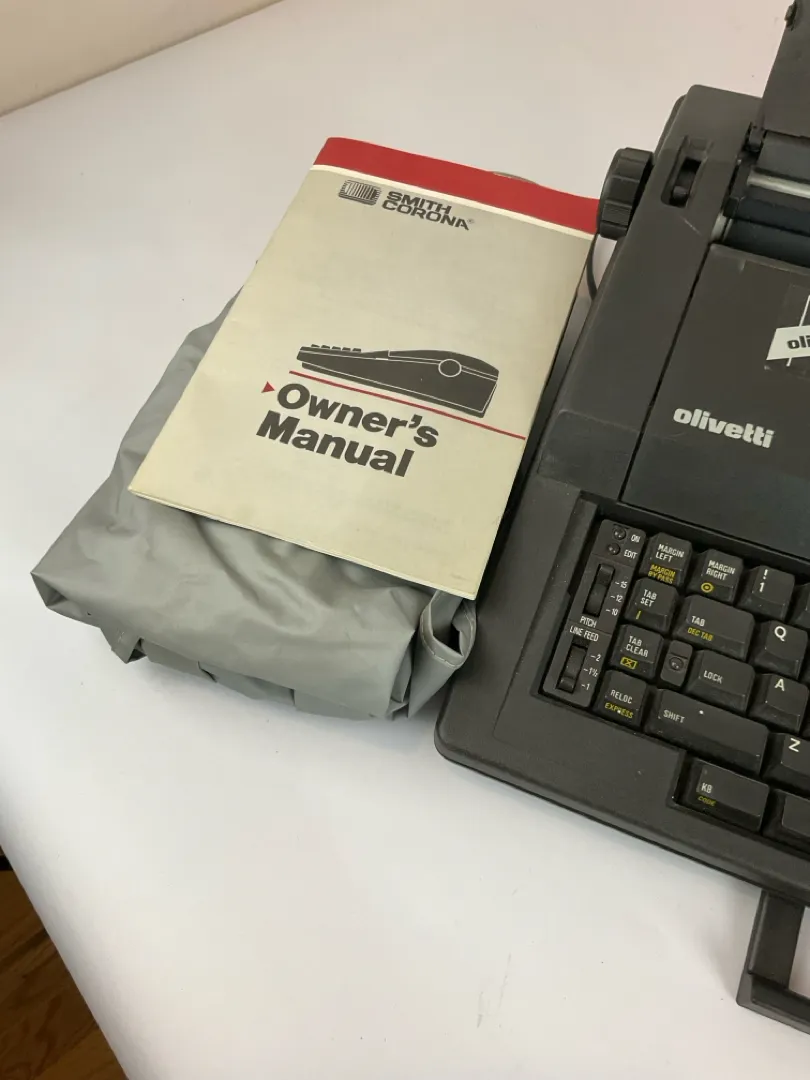 SMITH
CORONA®
Owner's
Manual
oli
olivetti
ON
EDIT
MARGIN
LEFT
MARGIN
BY PASS
MARGIN
RIGHT
!
1
-15
-12
-10
PITCH
TAB
SET
TAB
DEC TAB
Q
LINE FEED
-2
-1½
-1
TAB
CLEAR
LOCK
A
RELOC
EXPRESS
SHIFT
Z
KB
CODE